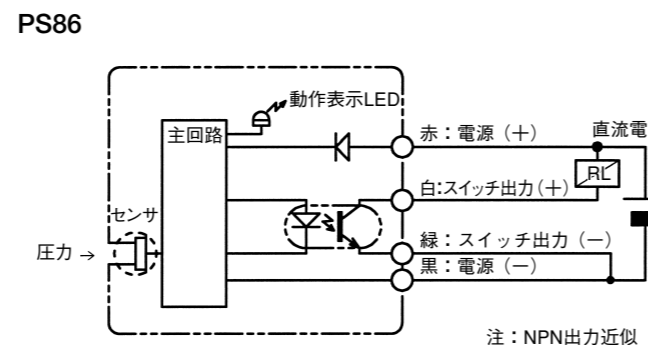 PS86
動作表示LED
主回路
赤：電源（＋）
直流電
RL
白:スイッチ出力(＋)
センサ
圧力→
緑：スイッチ出力（－）
黒：電源（－）
注：NPN出力近似